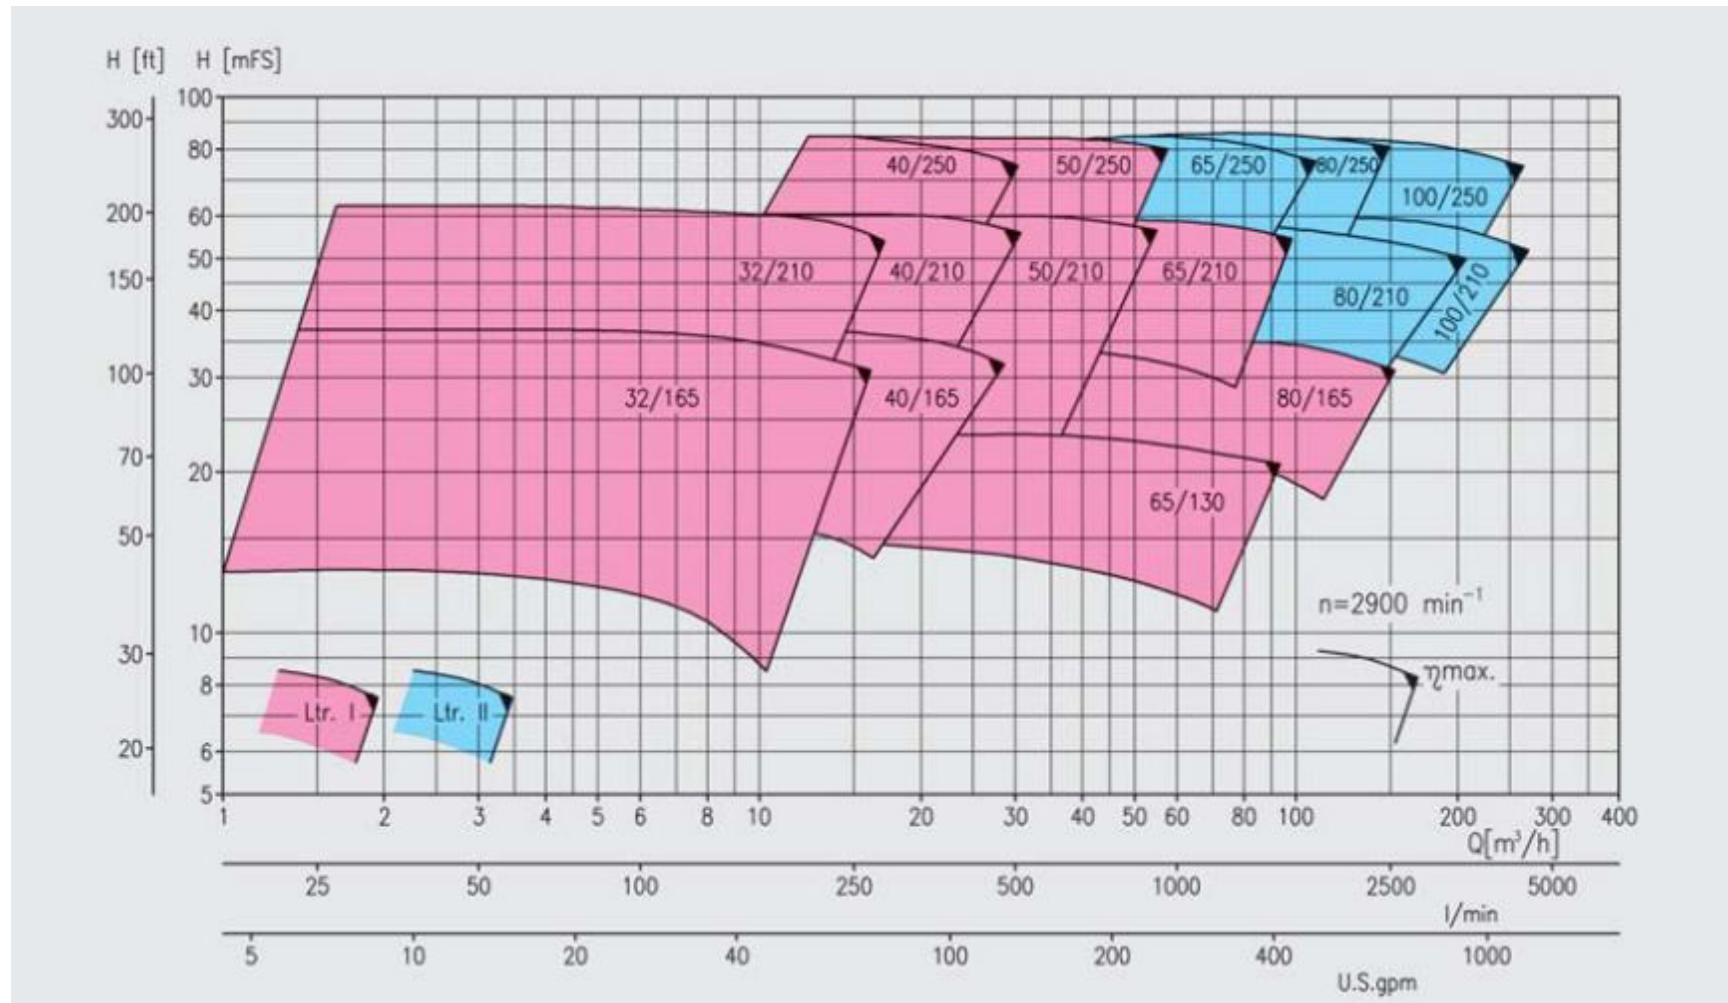 H [ft] H [mFS]
300 100
80
40/250 50/250 65/250 80/250 100/250
200 60
50
32/210 40/210 50/210 65/210 80/210 100/210
150 40
100 30
32/165 40/165 80/165
70 20
65/130
50
n=2900 min⁻¹
10
30
8
ηmax.
Ltr. I Ltr. II
20 6
5
1 2 3 4 5 6 8 10 20 30 40 50 60 80 100 200 300 400
Q[m³/h]
25 50 100 250 500 1000 2500 5000
l/min
5 10 20 40 100 200 400 1000
U.S.gpm